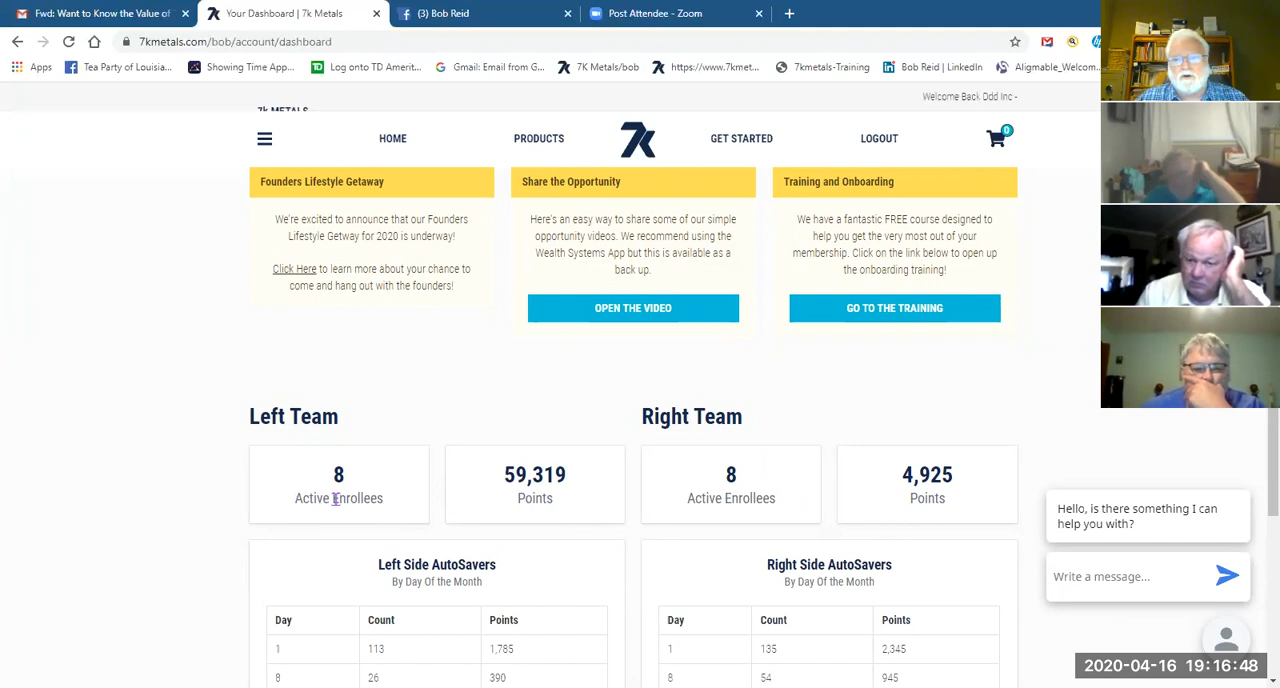 Fwd: Want to Know the Value of
Your Dashboard | 7k Metals
(3) Bob Reid
Post Attendee - Zoom
7kmetals.com/bob/account/dashboard
Apps
Tea Party of Louisia...
Showing Time App...
Log onto TD Amerit...
Gmail: Email from G...
7K Metals/bob
https://www.7kmet...
7kmetals-Training
Bob Reid | LinkedIn
Aligmable_Welcom...
Welcome Back Ddd Inc -
7k METALS
HOME
PRODUCTS
7k
GET STARTED
LOGOUT
0
Founders Lifestyle Getaway
We're excited to announce that our Founders
Lifestyle Getway for 2020 is underway!
Click Here to learn more about your chance to
come and hang out with the founders!
Share the Opportunity
Here's an easy way to share some of our simple
opportunity videos. We recommend using the
Wealth Systems App but this is available as a
back up.
OPEN THE VIDEO
Training and Onboarding
We have a fantastic FREE course designed to
help you get the very most out of your
membership. Click on the link below to open up
the onboarding training!
GO TO THE TRAINING
Left Team
8
Active Enrollees
59,319
Points
Right Team
8
Active Enrollees
4,925
Points
Left Side AutoSavers
By Day Of the Month
Day Count Points
1 113 1,785
8 26 390
Right Side AutoSavers
By Day Of the Month
Day Count Points
1 135 2,345
8 54 945
Hello, is there something I can
help you with?
Write a message...
2020-04-16 19:16:48